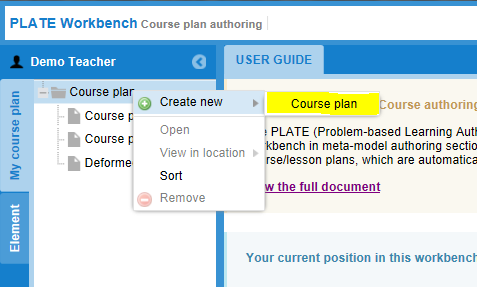 PLATE Workbench Course plan authoring
Demo Teacher
USER GUIDE
My course plan
Element
Course plan
Course p
Course p
Deforme
Create new
Course plan
Open
View in location
Sort
Remove
Course authoring
PLATE (Problem-based Learning Auth
rkbench in meta-model authoring sectio
rse/lesson plans, which are automatica
w the full document
Your current position in this workbench